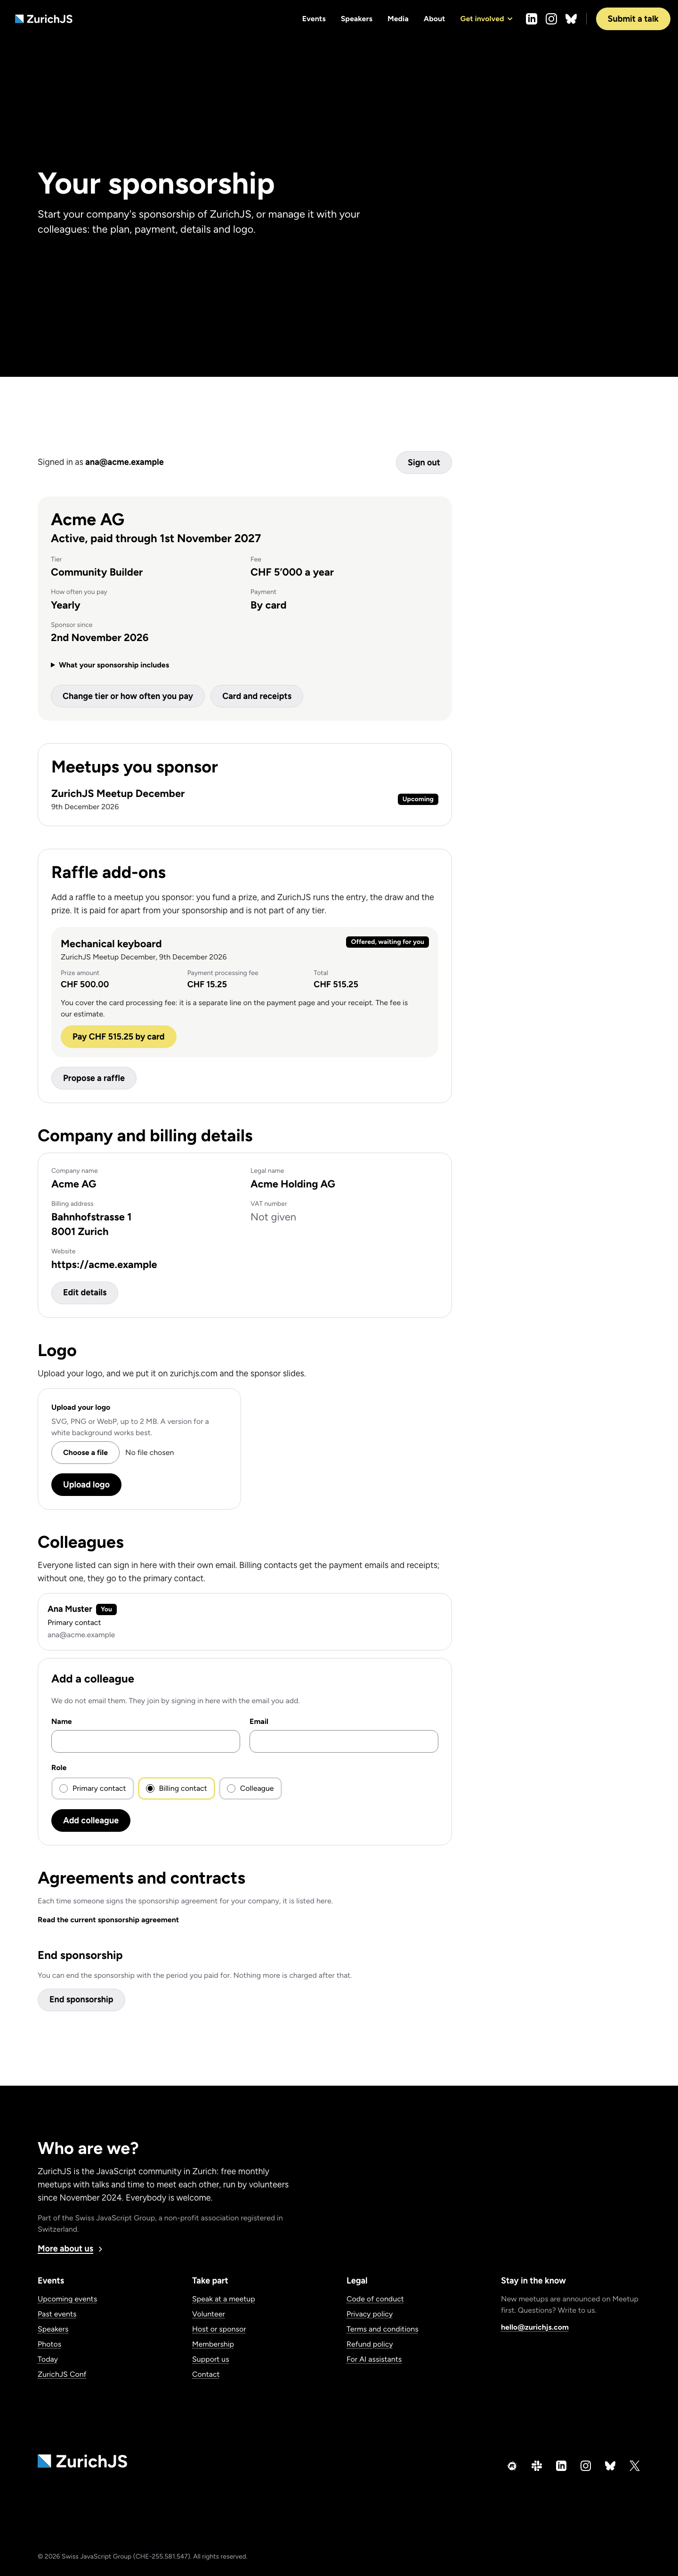 ZurichJS
Events
Speakers
Media
About
Get involved
Submit a talk
Your sponsorship
Start your company's sponsorship of ZurichJS, or manage it with your
colleagues: the plan, payment, details and logo.
Signed in as ana@acme.example
Sign out
Acme AG
Active, paid through 1st November 2027
Tier
Community Builder
Fee
CHF 5’000 a year
How often you pay
Yearly
Payment
By card
Sponsor since
2nd November 2026
What your sponsorship includes
Change tier or how often you pay
Card and receipts
Meetups you sponsor
ZurichJS Meetup December
9th December 2026
Upcoming
Raffle add-ons
Add a raffle to a meetup you sponsor: you fund a prize, and ZurichJS runs the entry, the draw and the
prize. It is paid for apart from your sponsorship and is not part of any tier.
Mechanical keyboard
Offered, waiting for you
ZurichJS Meetup December, 9th December 2026
Prize amount
CHF 500.00
Payment processing fee
CHF 15.25
Total
CHF 515.25
You cover the card processing fee: it is a separate line on the payment page and your receipt. The fee is
our estimate.
Pay CHF 515.25 by card
Propose a raffle
Company and billing details
Company name
Acme AG
Legal name
Acme Holding AG
Billing address
Bahnhofstrasse 1
8001 Zurich
VAT number
Not given
Website
https://acme.example
Edit details
Logo
Upload your logo, and we put it on zurichjs.com and the sponsor slides.
Upload your logo
SVG, PNG or WebP, up to 2 MB. A version for a
white background works best.
Choose a file
No file chosen
Upload logo
Colleagues
Everyone listed can sign in here with their own email. Billing contacts get the payment emails and receipts;
without one, they go to the primary contact.
Ana Muster
You
Primary contact
ana@acme.example
Add a colleague
We do not email them. They join by signing in here with the email you add.
Name
Email
Role
Primary contact
Billing contact
Colleague
Add colleague
Agreements and contracts
Each time someone signs the sponsorship agreement for your company, it is listed here.
Read the current sponsorship agreement
End sponsorship
You can end the sponsorship with the period you paid for. Nothing more is charged after that.
End sponsorship
Who are we?
ZurichJS is the JavaScript community in Zurich: free monthly
meetups with talks and time to meet each other, run by volunteers
since November 2024. Everybody is welcome.
Part of the Swiss JavaScript Group, a non-profit association registered in
Switzerland.
More about us
Events
Upcoming events
Past events
Speakers
Photos
Today
ZurichJS Conf
Take part
Speak at a meetup
Volunteer
Host or sponsor
Membership
Support us
Contact
Legal
Code of conduct
Privacy policy
Terms and conditions
Refund policy
For AI assistants
Stay in the know
New meetups are announced on Meetup
first. Questions? Write to us.
hello@zurichjs.com
ZurichJS
© 2026 Swiss JavaScript Group (CHE-255.581.547). All rights reserved.